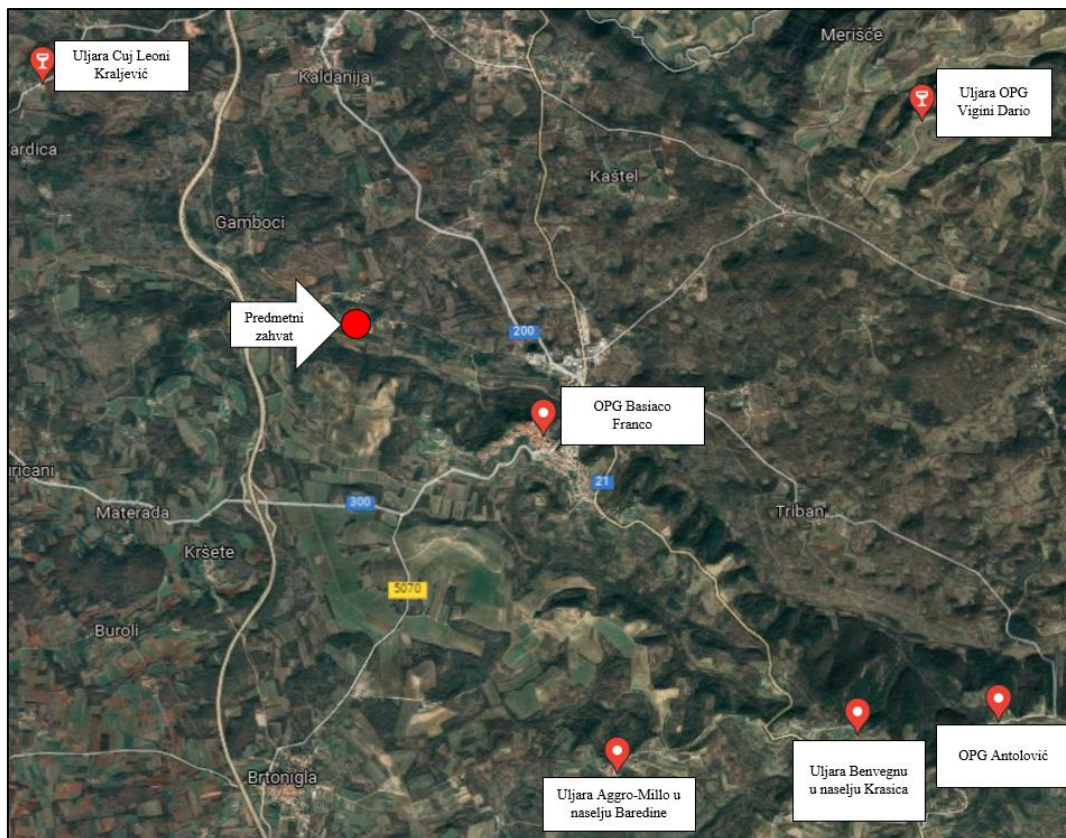 Uljara Cuj Leoni
Kraljević
Kaldanija
Merišće
Uljara OPG
Vigini Dario
Kaštel
Gamboci
Predmetni
zahvat
200
OPG Basiaco
Franco
21
300
Materada
Triban
Kršete
5070
Buroli
Brtonigla
Uljara Aggro-Millo u
naselju Baredine
Uljara Benvegnu
u naselju Krasica
OPG Antolović